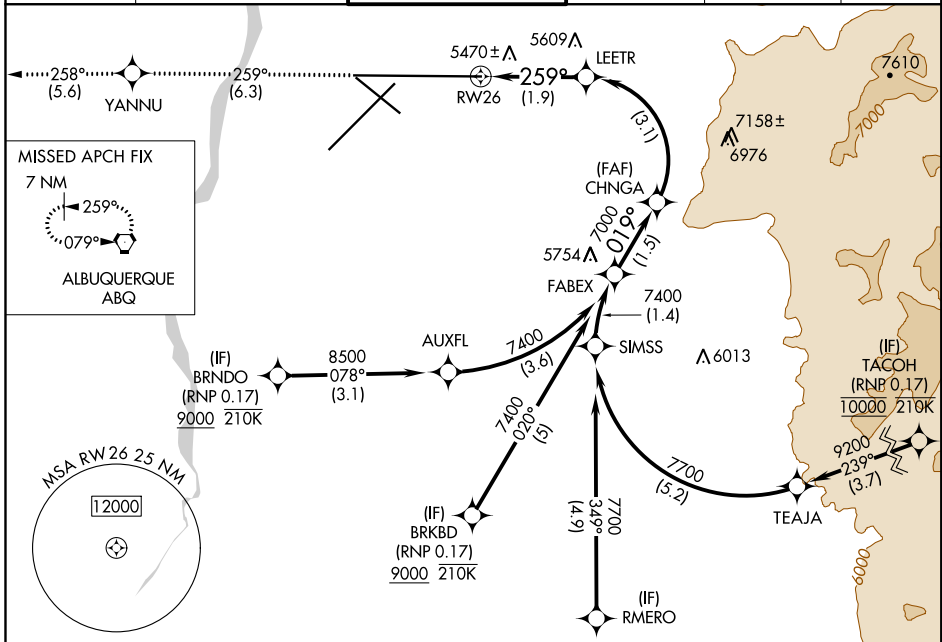 258°
(5.6)
YANNU
259°
(6.3)
5470±
RW26
259°
(1.9)
5609
LEETR
(3.1)
7610
7000
7158±
6976
MISSED APCH FIX
7 NM
259°
079°
ALBUQUERQUE
ABQ
(FAF)
CHNGA
7000
019°
(1.5)
5754
FABEX
7400
(1.4)
SIMSS
6013
AUXFL
7400
(3.6)
(IF)
BRNDO
(RNP 0.17)
9000 210K
8500
078°
(3.1)
7400
020°
(5)
(IF)
TACOH
(RNP 0.17)
10000 210K
9200
239°
(3.7)
7700
(5.2)
TEAJA
MSA RW26 25 NM
12000
(IF)
BRKBD
(RNP 0.17)
9000 210K
7700
349°
(4.9)
(IF)
RMERO
9000